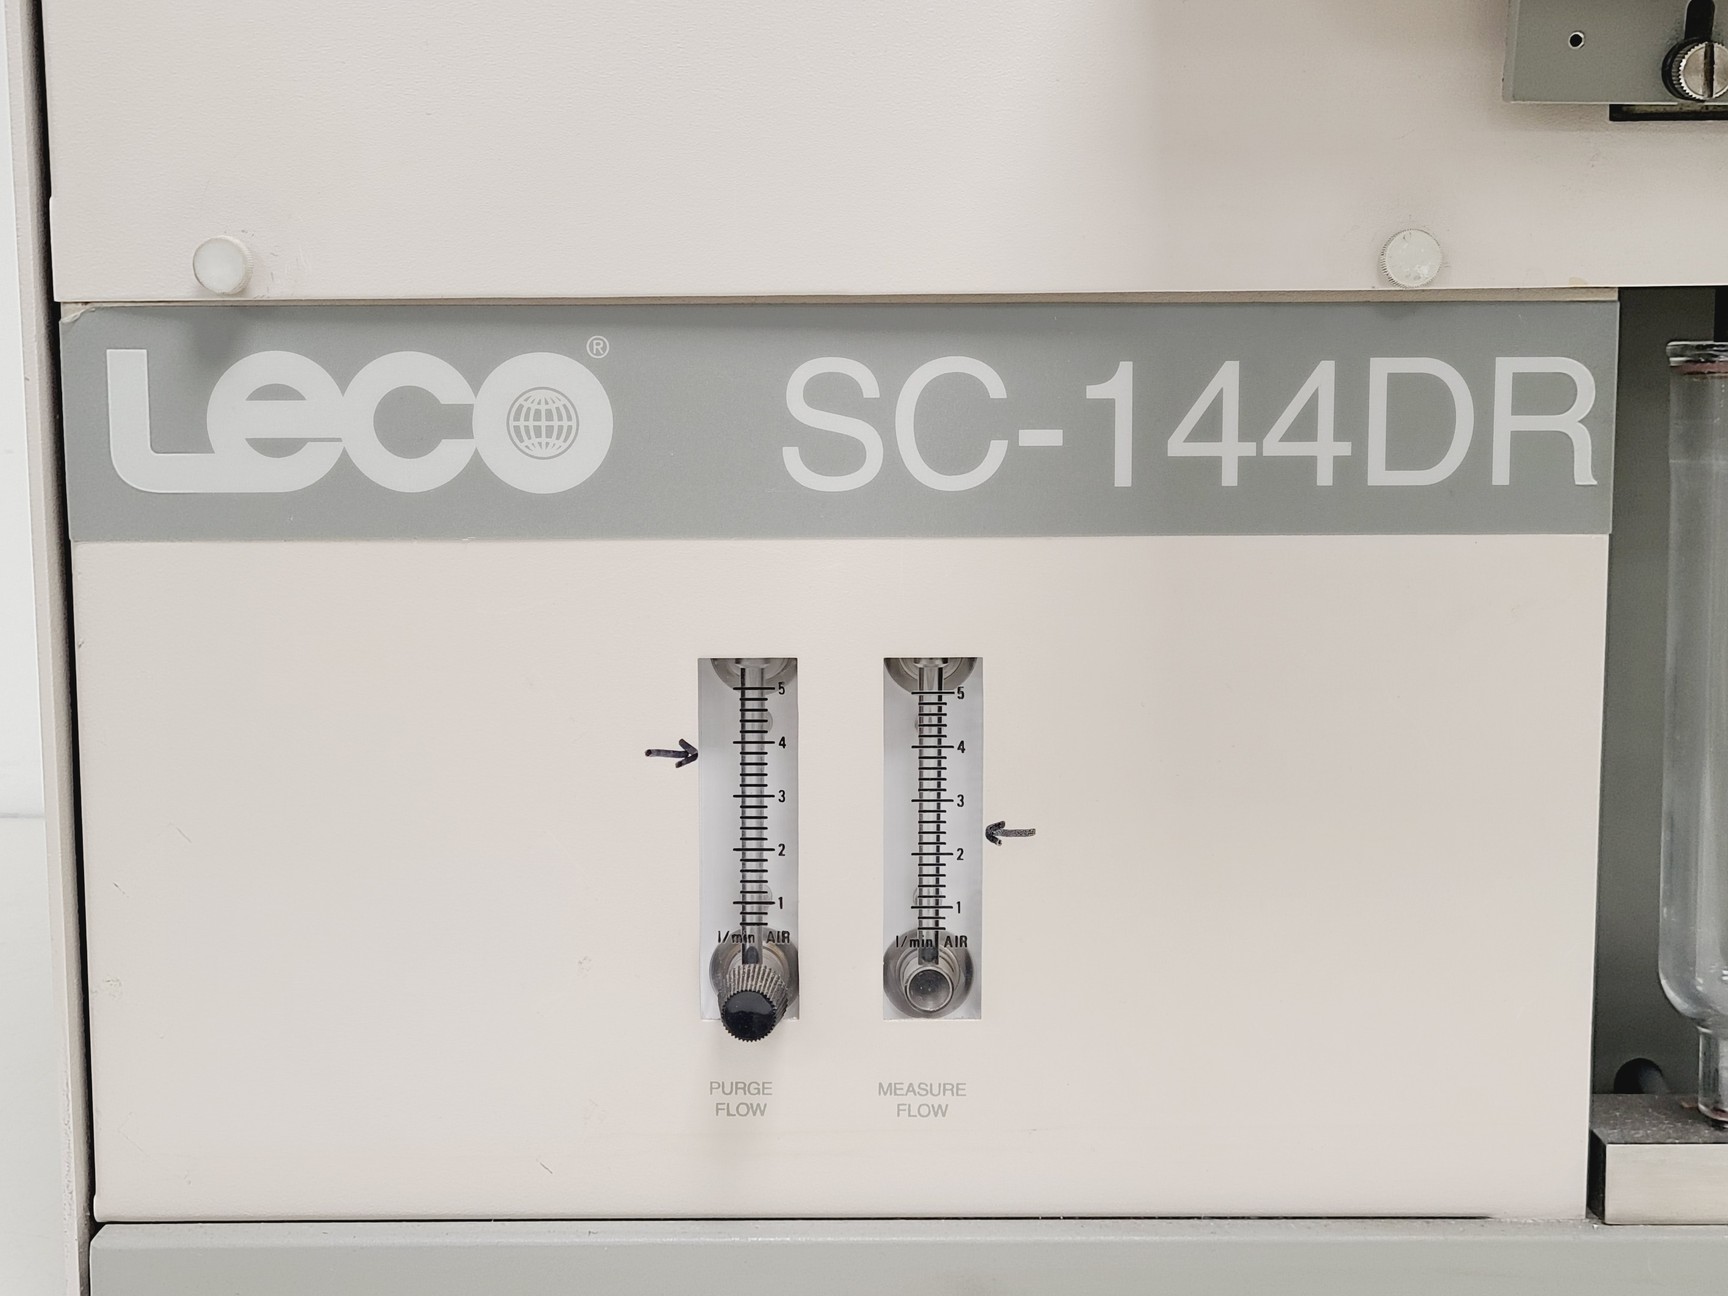 Leco® SC-144DR
5
4
3
2
1
l/min AIR
5
4
3
2
1
l/min AIR
PURGE
FLOW
MEASURE
FLOW